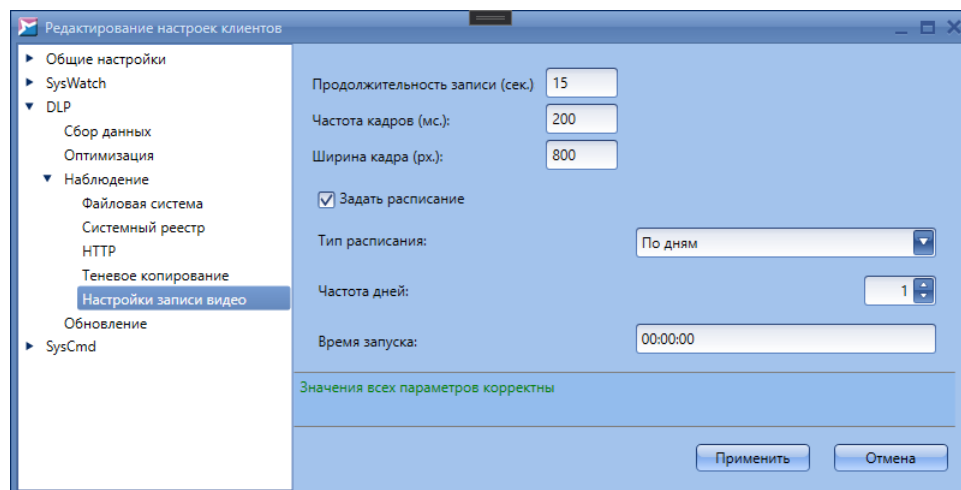 Редактирование настроек клиентов
Общие настройки
SysWatch
DLP
Сбор данных
Оптимизация
Наблюдение
Файловая система
Системный реестр
HTTP
Теневое копирование
Настройки записи видео
Обновление
SysCmd
Продолжительность записи (сек.) 15
Частота кадров (мс.): 200
Ширина кадра (px.): 800
Задать расписание
Тип расписания: По дням
Частота дней: 1
Время запуска: 00:00:00
Значения всех параметров корректны
Применить Отмена